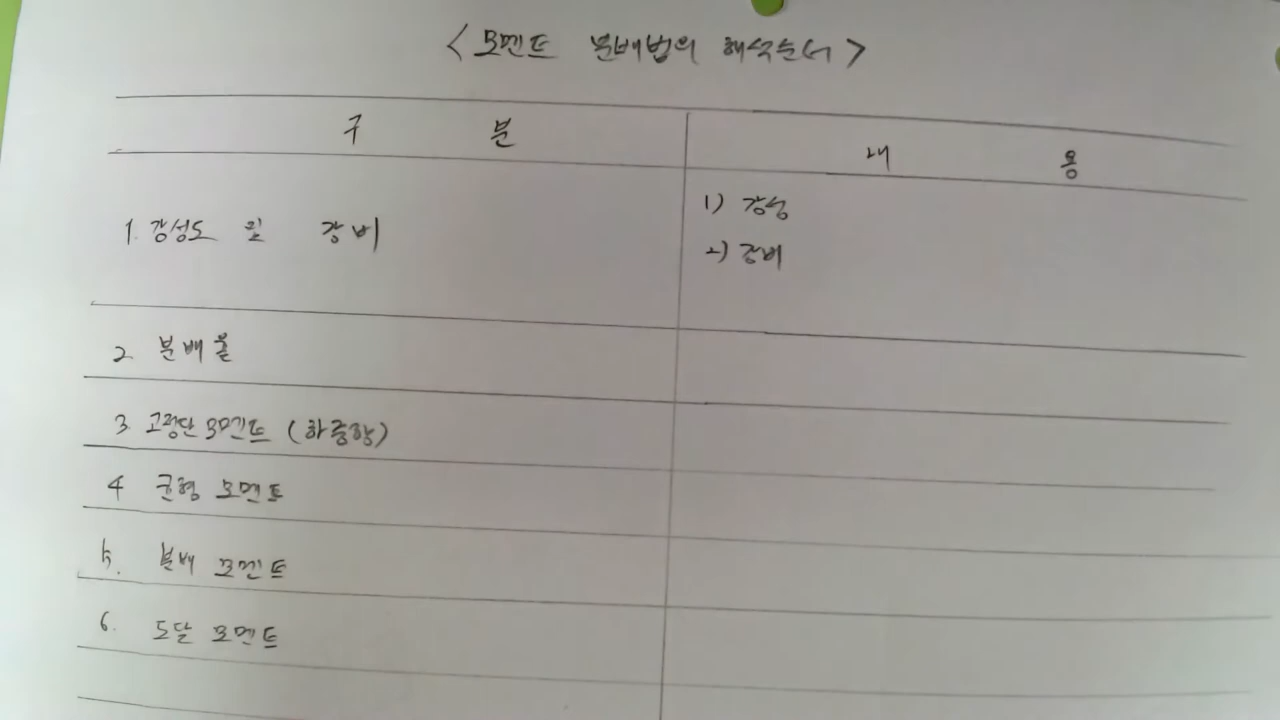 <모멘트 분배법의 해석순서>
구 분
내 용
1. 강성도 및 강비
1) 강성
2) 강비
2 분배율
3. 고정단 모멘트 (하중항)
4 균형 모멘트
5. 분배 모멘트
6. 도달 모멘트